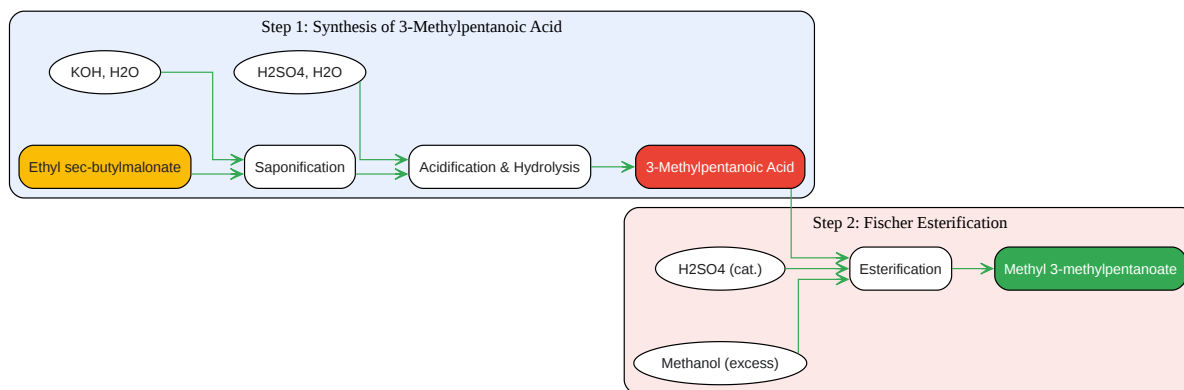 Step 1: Synthesis of 3-Methylpentanoic Acid
KOH, H2O
H2SO4, H2O
Ethyl sec-butylmalonate
Saponification
Acidification & Hydrolysis
3-Methylpentanoic Acid
Step 2: Fischer Esterification
H2SO4 (cat.)
Esterification
Methyl 3-methylpentanoate
Methanol (excess)